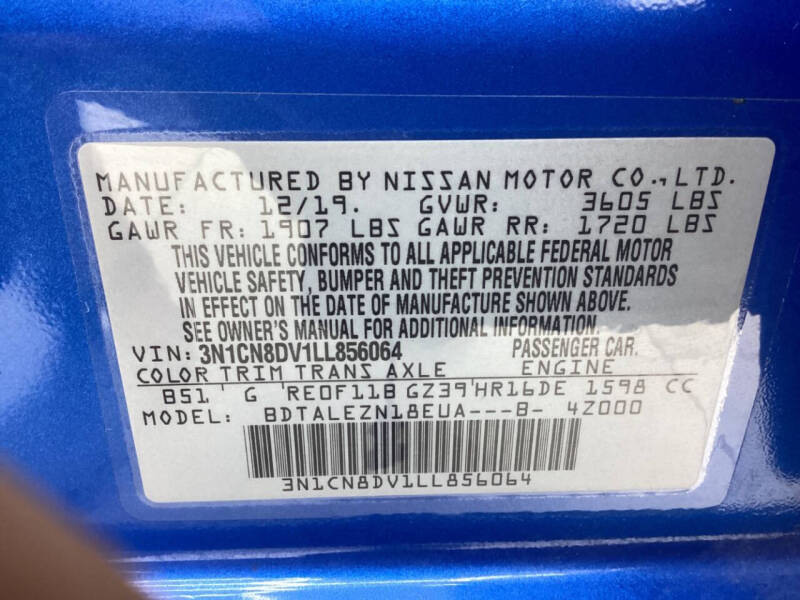 MANUFACTURED BY NISSAN MOTOR CO., LTD.
DATE: 12/19. GVWR: 3605 LBS
GAWR FR: 1907 LBS GAWR RR: 1720 LBS
THIS VEHICLE CONFORMS TO ALL APPLICABLE FEDERAL MOTOR
VEHICLE SAFETY, BUMPER AND THEFT PREVENTION STANDARDS
IN EFFECT ON THE DATE OF MANUFACTURE SHOWN ABOVE.
SEE OWNER'S MANUAL FOR ADDITIONAL INFORMATION.
VIN: 3N1CN8DV1LL856064 PASSENGER CAR.
COLOR TRIM TRANS AXLE ENGINE
B51 G RE0F11B GZ39 HR16DE 1598 CC
MODEL: BDTALEZN18EUA---B- 4Z000
3N1CN8DV1LL856064